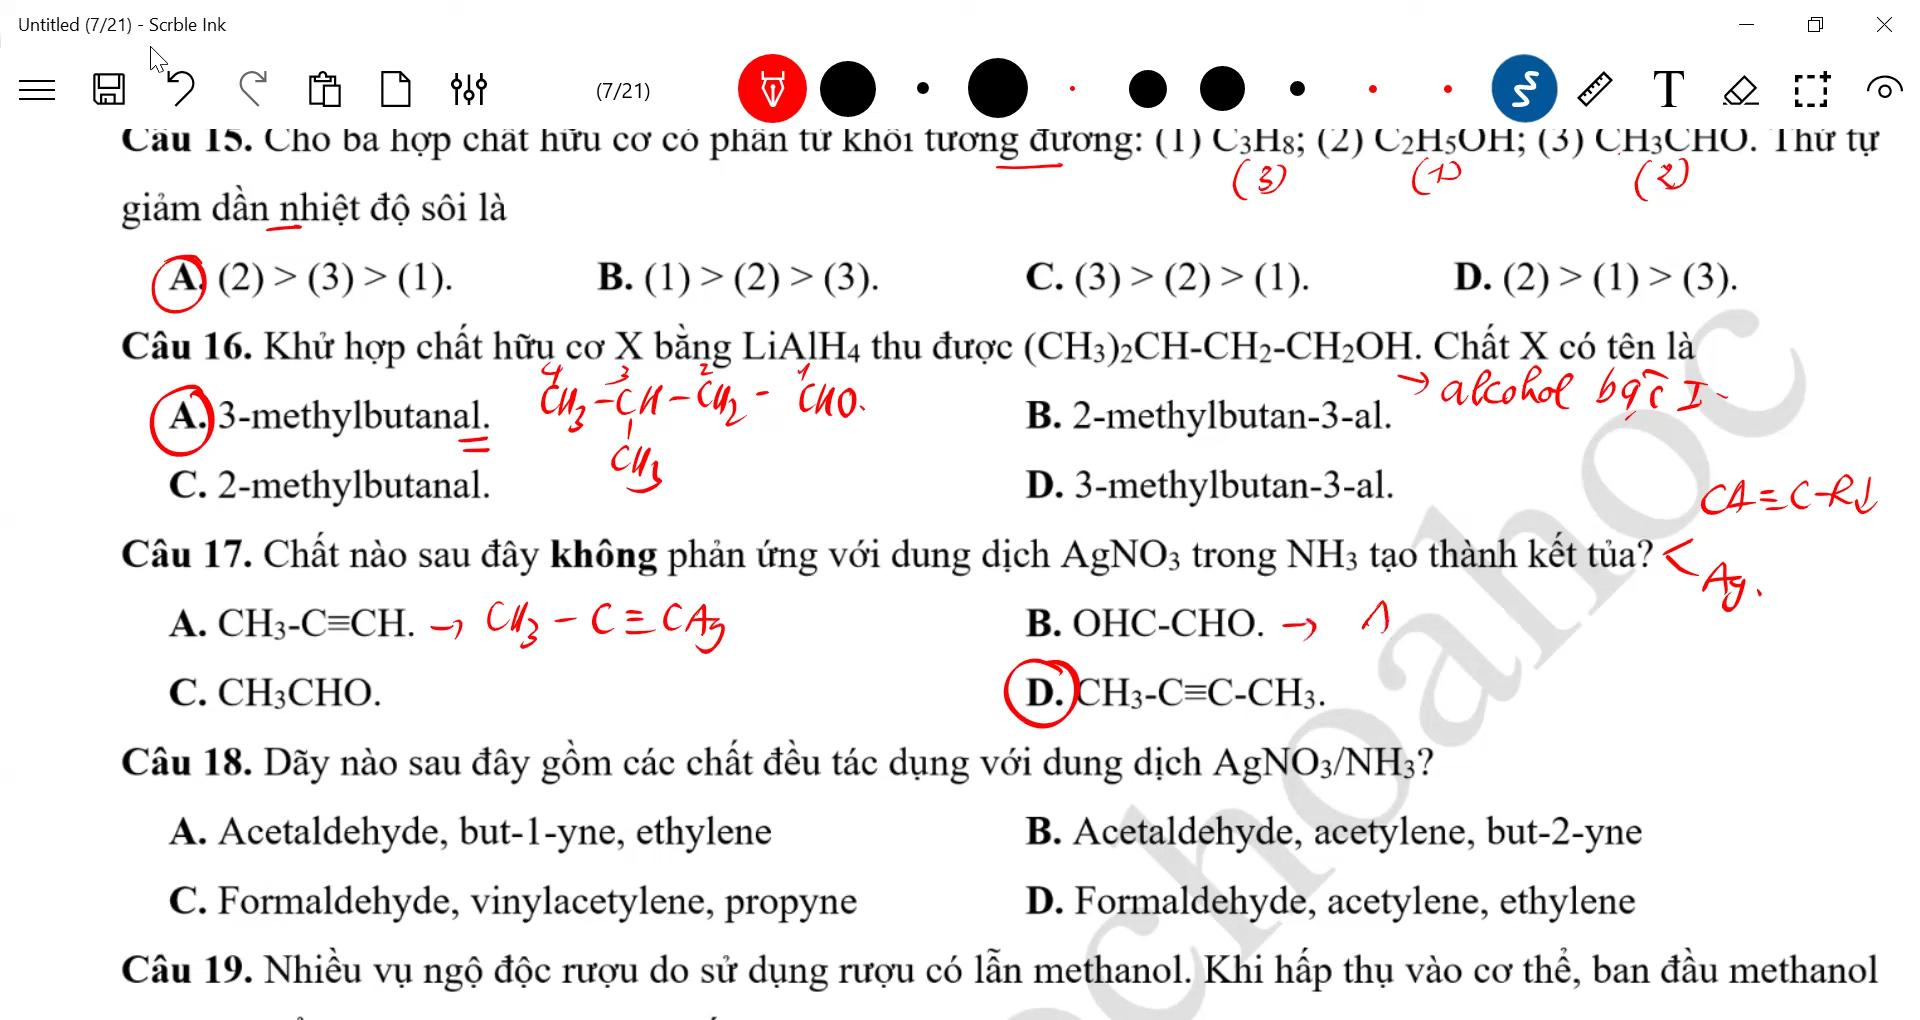 Untitled (7/21) - Scrble Ink
(7/21)
T
Câu 15. Cho ba hợp chất hữu cơ có phân tử khối tương đương: (1) C3H8; (2) C2H5OH; (3) CH3CHO. Thứ tự
(3) (1) (2)
giảm dần nhiệt độ sôi là
A. (2) > (3) > (1). B. (1) > (2) > (3). C. (3) > (2) > (1). D. (2) > (1) > (3).
Câu 16. Khử hợp chất hữu cơ X bằng LiAlH4 thu được (CH3)2CH-CH2-CH2OH. Chất X có tên là
4 3 2 1
CH3-CH-CH2-CHO. → alcohol bậc I
A. 3-methylbutanal. B. 2-methylbutan-3-al.
CH3
C. 2-methylbutanal. D. 3-methylbutan-3-al.
CA≡C-R↓
Câu 17. Chất nào sau đây không phản ứng với dung dịch AgNO3 trong NH3 tạo thành kết tủa?
Ag.
A. CH3-C≡CH. → CH3-C≡CAg B. OHC-CHO. →
C. CH3CHO. D. CH3-C≡C-CH3.
Câu 18. Dãy nào sau đây gồm các chất đều tác dụng với dung dịch AgNO3/NH3?
A. Acetaldehyde, but-1-yne, ethylene B. Acetaldehyde, acetylene, but-2-yne
C. Formaldehyde, vinylacetylene, propyne D. Formaldehyde, acetylene, ethylene
Câu 19. Nhiều vụ ngộ độc rượu do sử dụng rượu có lẫn methanol. Khi hấp thụ vào cơ thể, ban đầu methanol
choahoc